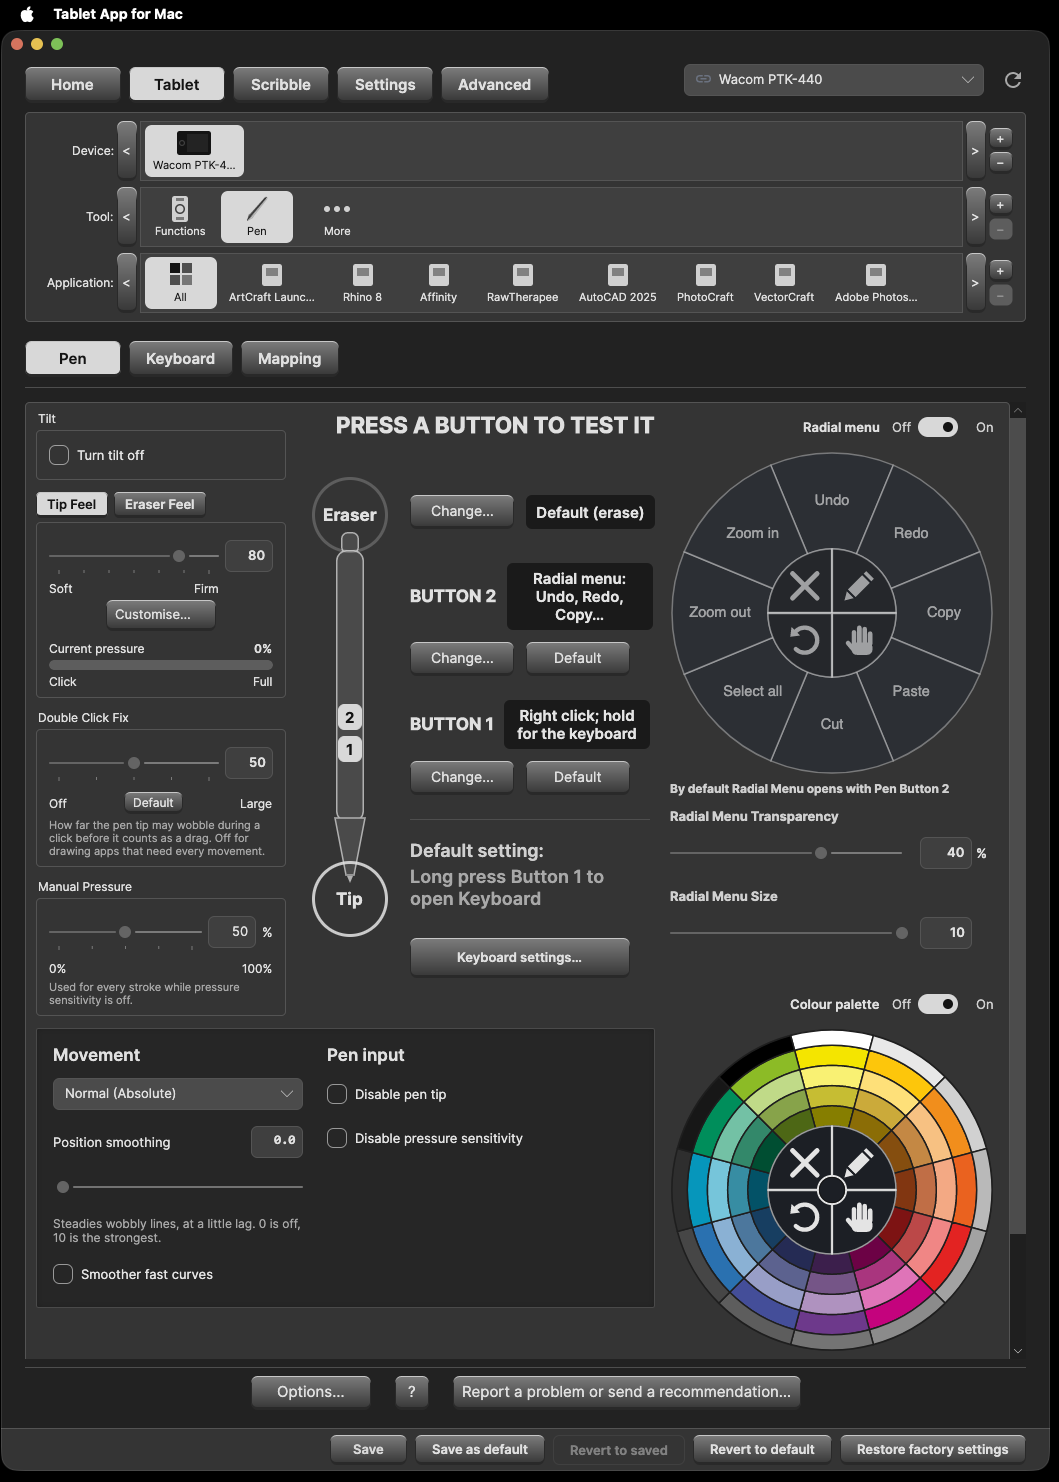 Tablet App for Mac
Home
Tablet
Scribble
Settings
Advanced
Wacom PTK-440
Device:
<
Wacom PTK-4...
>
+
−
Tool:
<
Functions
Pen
More
>
+
−
Application:
<
All
ArtCraft Launc...
Rhino 8
Affinity
RawTherapee
AutoCAD 2025
PhotoCraft
VectorCraft
Adobe Photos...
>
+
−
Pen
Keyboard
Mapping
Tilt
Turn tilt off
Tip Feel
Eraser Feel
80
Soft
Firm
Customise...
Current pressure
0%
Click
Full
Double Click Fix
50
Off
Default
Large
How far the pen tip may wobble during a
click before it counts as a drag. Off for
drawing apps that need every movement.
Manual Pressure
50 %
0%
100%
Used for every stroke while pressure
sensitivity is off.
PRESS A BUTTON TO TEST IT
Eraser
Change...
Default (erase)
BUTTON 2
Radial menu:
Undo, Redo,
Copy...
Change...
Default
2
1
BUTTON 1
Right click; hold
for the keyboard
Change...
Default
Tip
Default setting:
Long press Button 1 to
open Keyboard
Keyboard settings...
Radial menu
Off
On
Undo
Zoom in
Redo
Zoom out
Copy
Select all
Paste
Cut
By default Radial Menu opens with Pen Button 2
Radial Menu Transparency
40 %
Radial Menu Size
10
Colour palette
Off
On
Movement
Normal (Absolute)
Position smoothing
0.0
Steadies wobbly lines, at a little lag. 0 is off,
10 is the strongest.
Smoother fast curves
Pen input
Disable pen tip
Disable pressure sensitivity
Options...
?
Report a problem or send a recommendation...
Save
Save as default
Revert to saved
Revert to default
Restore factory settings